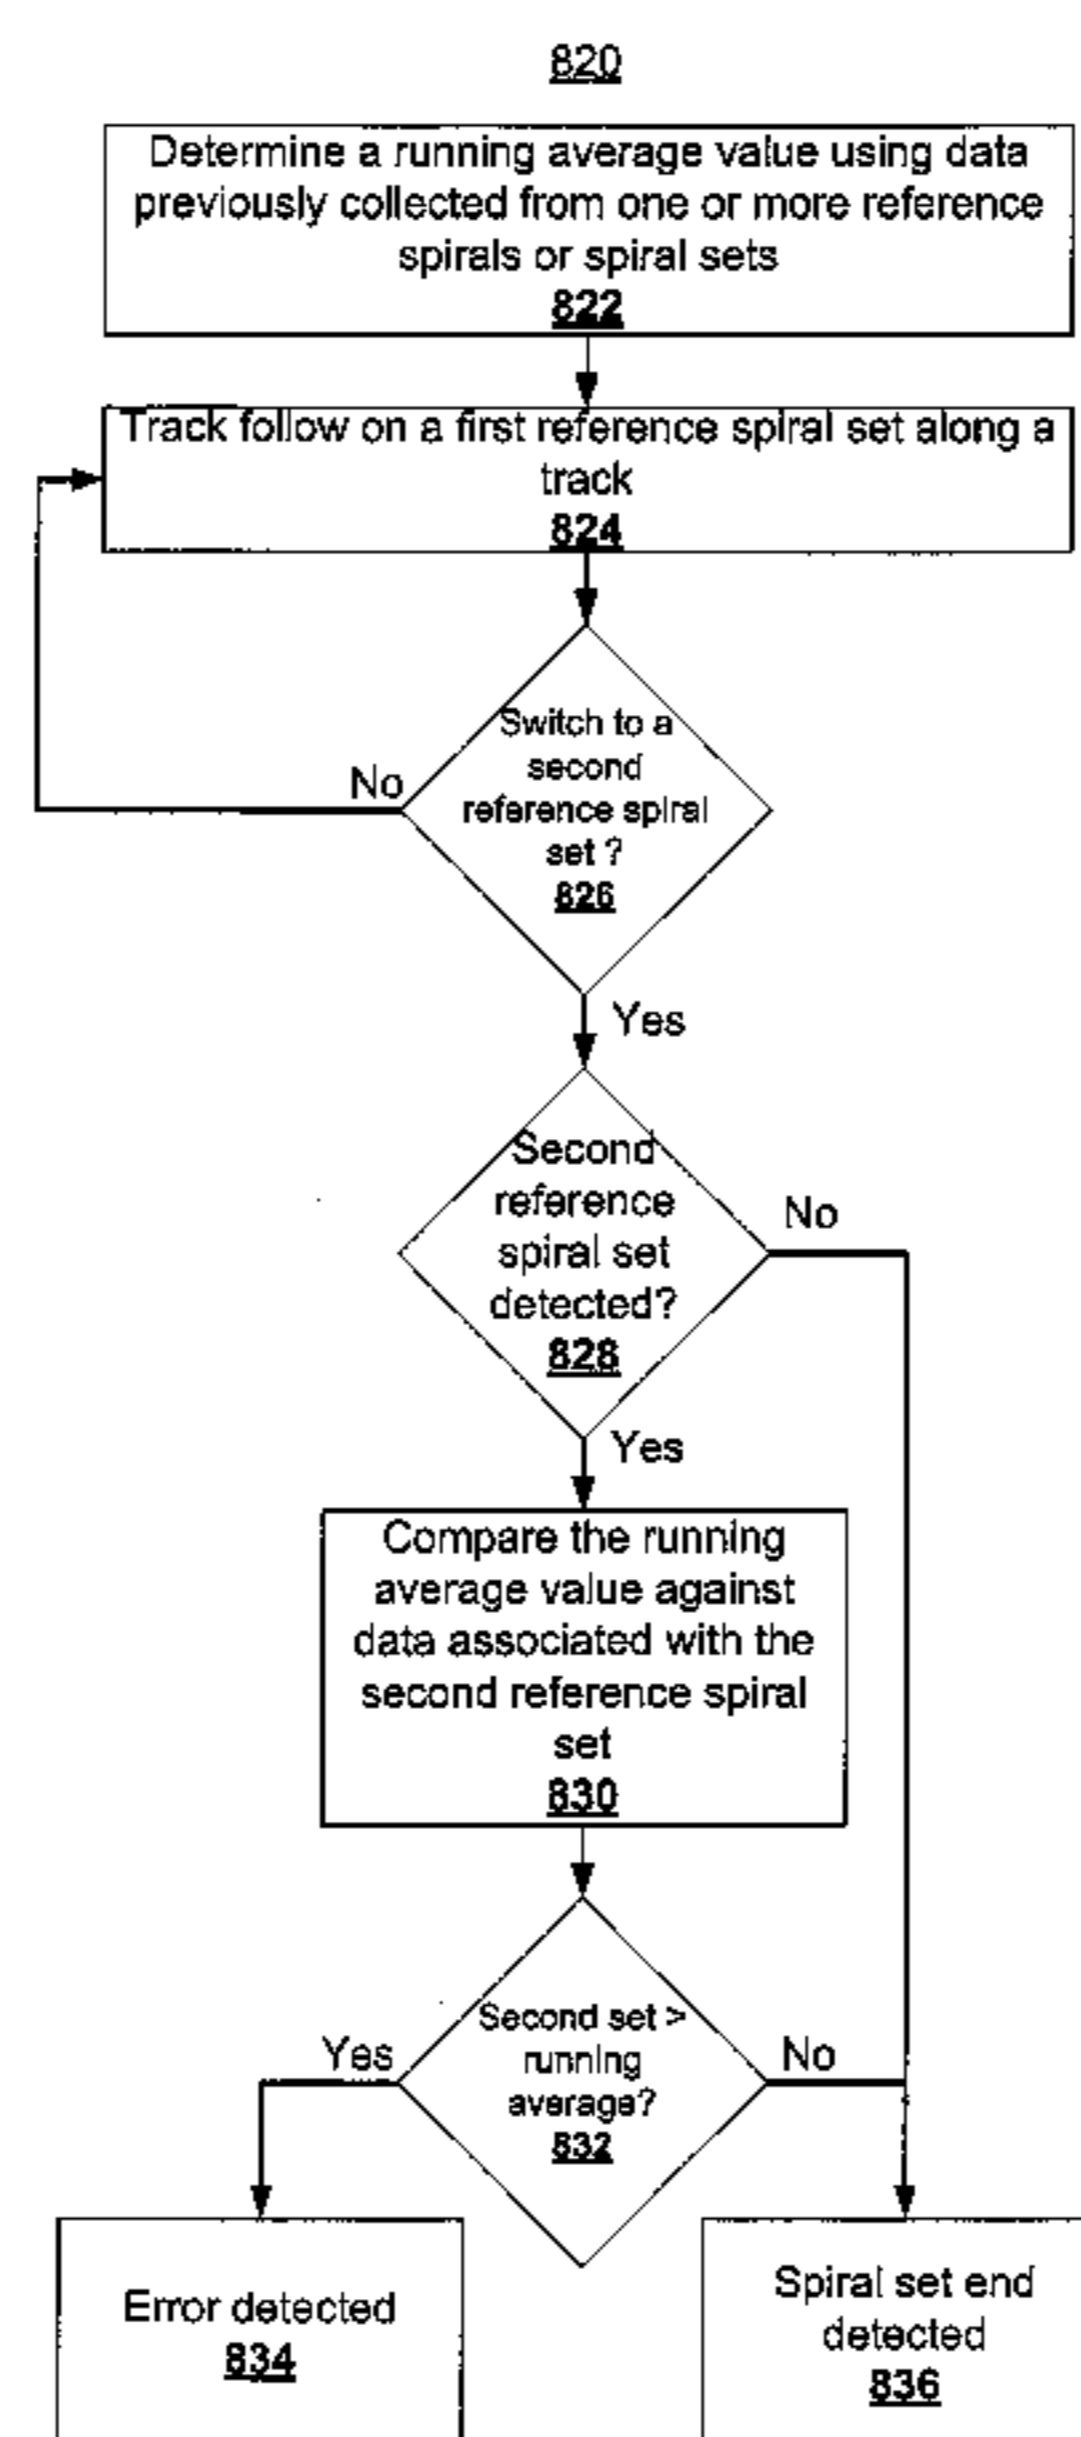 820
Determine a running average value using data
previously collected from one or more reference
spirals or spiral sets
822
Track follow on a first reference spiral set along a
track
824
Switch to a
second
reference spiral
set ?
826
No
Yes
Second
reference
spiral set
detected?
828
No
Yes
Compare the running
average value against
data associated with the
second reference spiral
set
830
Second set >
running
average?
832
Yes
No
Error detected
834
Spiral set end
detected
836